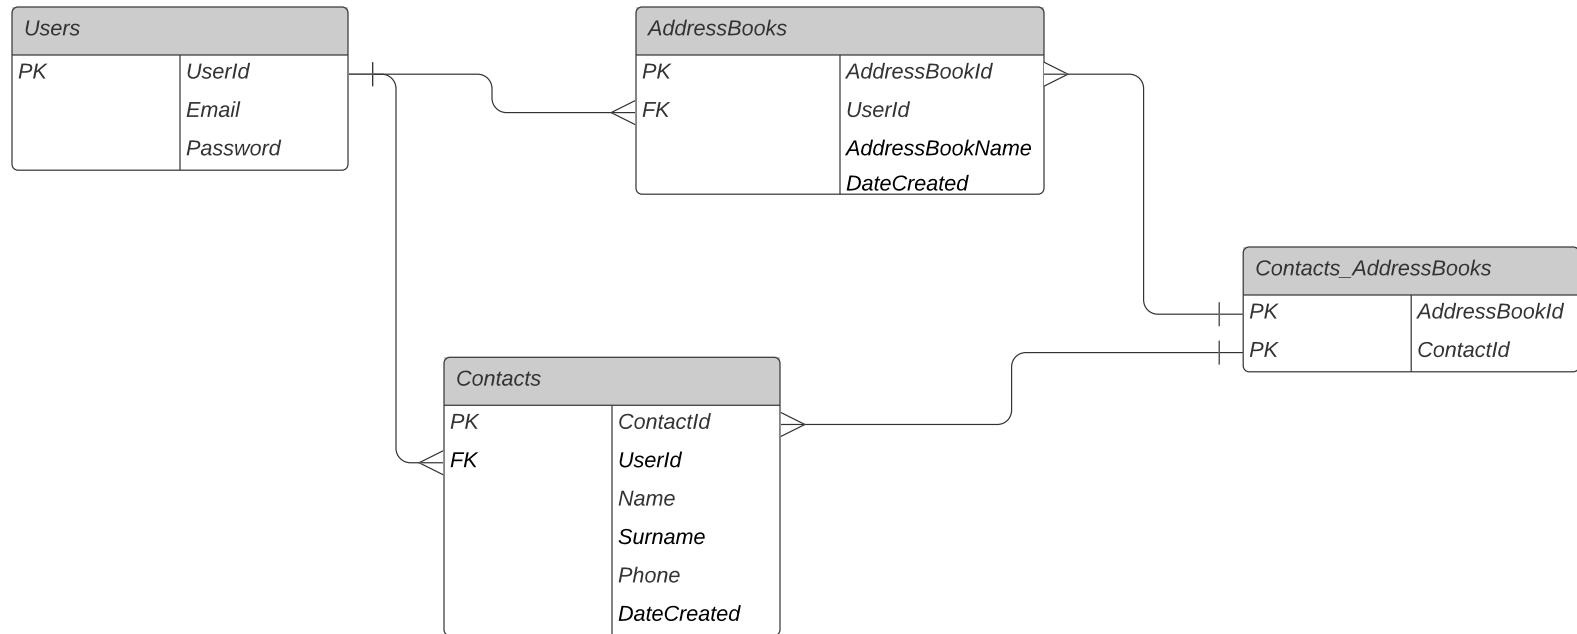 Users
PK UserId
Email
Password
AddressBooks
PK AddressBookId
FK UserId
AddressBookName
DateCreated
Contacts_AddressBooks
PK AddressBookId
PK ContactId
Contacts
PK ContactId
FK UserId
Name
Surname
Phone
DateCreated